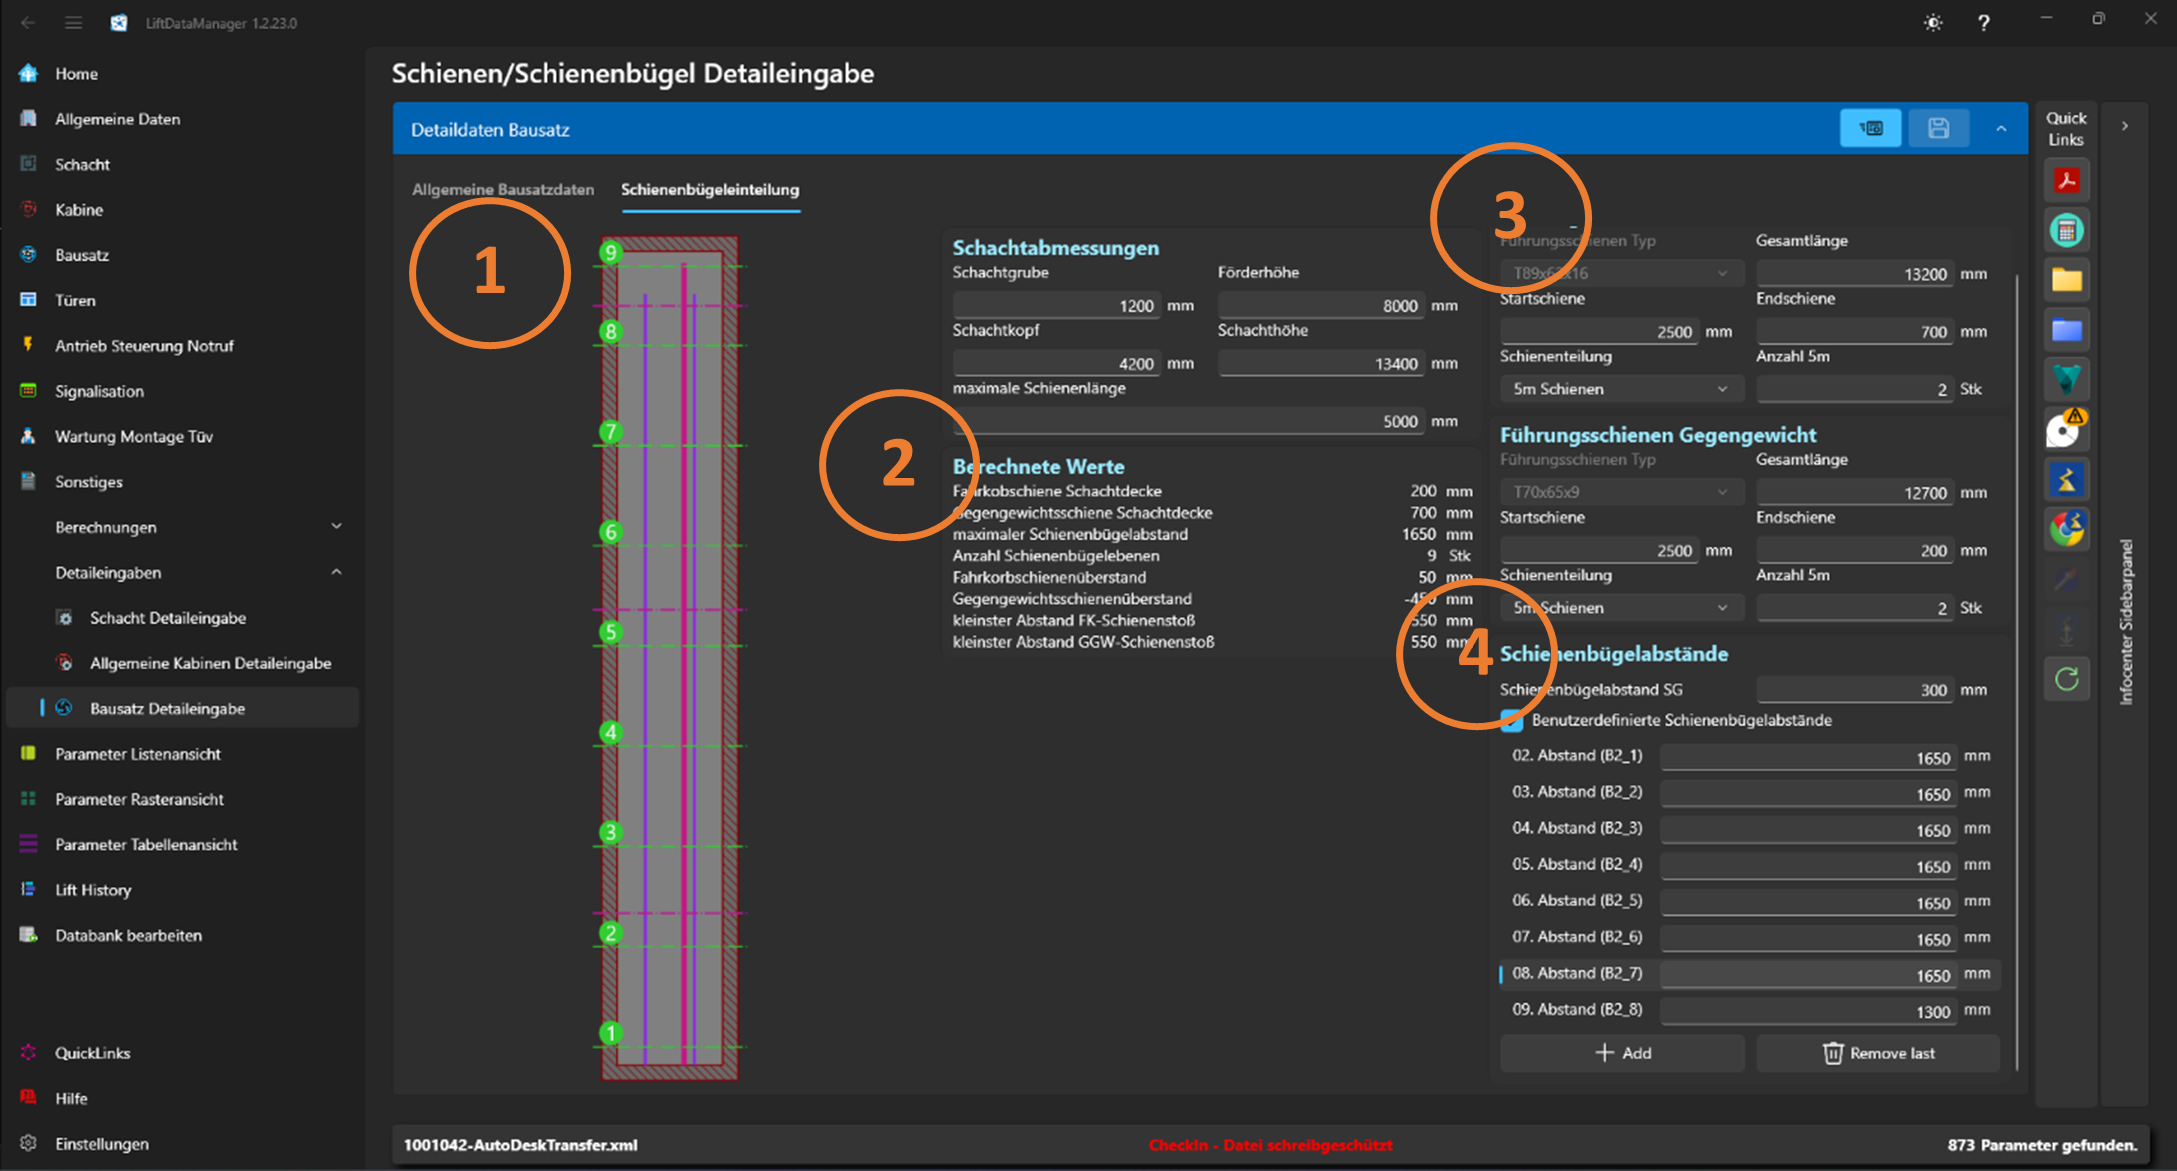 LiftDataManager 1.2.23.0
Home
Allgemeine Daten
Schacht
Kabine
Bausatz
Türen
Antrieb Steuerung Notruf
Signalisation
Wartung Montage Tüv
Sonstiges
Berechnungen
Detaileingaben
Schacht Detaileingabe
Allgemeine Kabinen Detaileingabe
Bausatz Detaileingabe
Parameter Listenansicht
Parameter Rasteransicht
Parameter Tabellenansicht
Lift History
Databank bearbeiten
QuickLinks
Hilfe
Einstellungen
Schienen/Schienenbügel Detaileingabe
Detaildaten Bausatz
Allgemeine Bausatzdaten Schienenbügeleinteilung
1
9
8
7
6
5
4
3
2
1
Schachtabmessungen
Schachtgrube Förderhöhe
1200 mm 8000 mm
Schachtkopf Schachthöhe
4200 mm 13400 mm
maximale Schienenlänge
5000 mm
2
Berechnete Werte
Fahrkobschiene Schachtdecke 200 mm
Gegengewichtsschiene Schachtdecke 700 mm
maximaler Schienenbügelabstand 1650 mm
Anzahl Schienenbügelebenen 9 Stk
Fahrkorbschienenüberstand 50 mm
Gegengewichtsschienenüberstand -450 mm
kleinster Abstand FK-Schienenstoß 550 mm
kleinster Abstand GGW-Schienenstoß 550 mm
3
Führungsschienen Typ Gesamtlänge
13200 mm
Startschiene Endschiene
2500 mm 700 mm
Schienenteilung Anzahl 5m
5m Schienen 2 Stk
Führungsschienen Gegengewicht
Führungsschienen Typ Gesamtlänge
T70x65x9 12700 mm
Startschiene Endschiene
2500 mm 200 mm
Schienenteilung Anzahl 5m
5m Schienen 2 Stk
4
Schienenbügelabstände
Schienenbügelabstand SG 300 mm
Benutzerdefinierte Schienenbügelabstände
02. Abstand (B2_1) 1650 mm
03. Abstand (B2_2) 1650 mm
04. Abstand (B2_3) 1650 mm
05. Abstand (B2_4) 1650 mm
06. Abstand (B2_5) 1650 mm
07. Abstand (B2_6) 1650 mm
08. Abstand (B2_7) 1650 mm
09. Abstand (B2_8) 1300 mm
Add Remove last
Quick
Links
Infocenter Sidebarpanel
1001042-AutoDeskTransfer.xml CheckIn - Datei schreibgeschützt 873 Parameter gefunden.